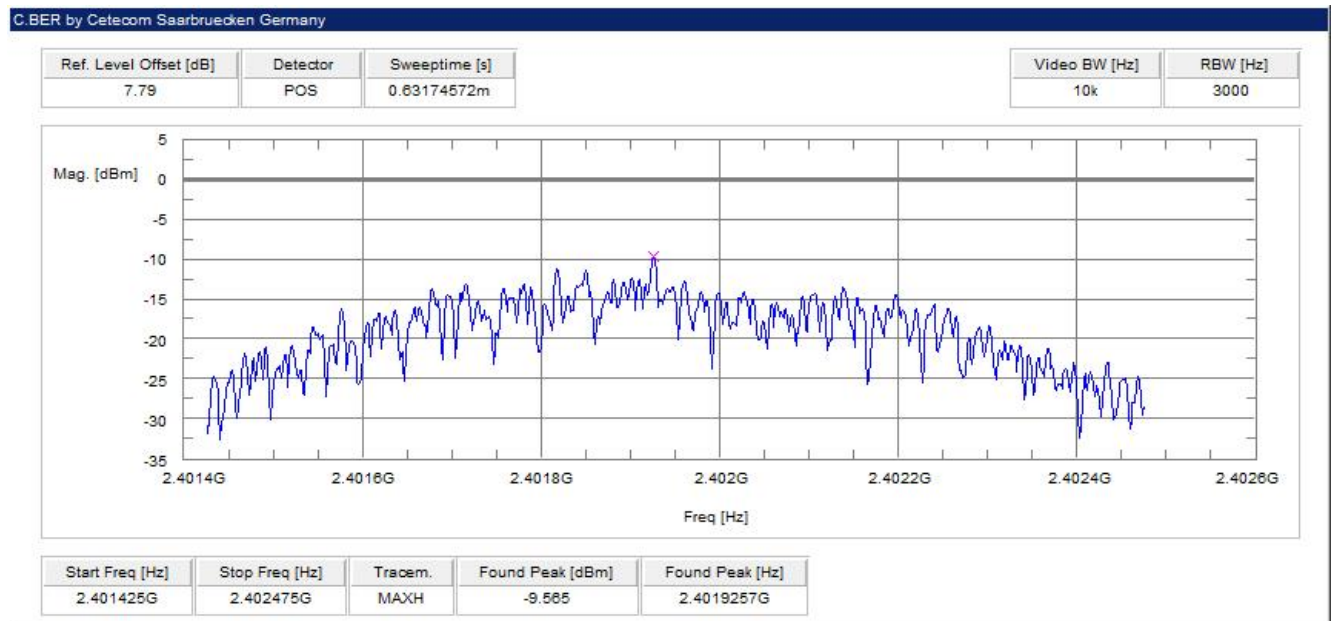 C.BER by Cetecom Saarbruecken Germany
Ref. Level Offset [dB] Detector Sweeptime [s] Video BW [Hz] RBW [Hz]
7.79 POS 0.63174572m 10k 3000
5
Mag. [dBm] 0
-5
-10
-15
-20
-25
-30
-35
2.4014G 2.4016G 2.4018G 2.402G 2.4022G 2.4024G 2.4026G
Freq [Hz]
Start Freq [Hz] Stop Freq [Hz] Tracem. Found Peak [dBm] Found Peak [Hz]
2.401425G 2.402475G MAXH -9.565 2.4019257G